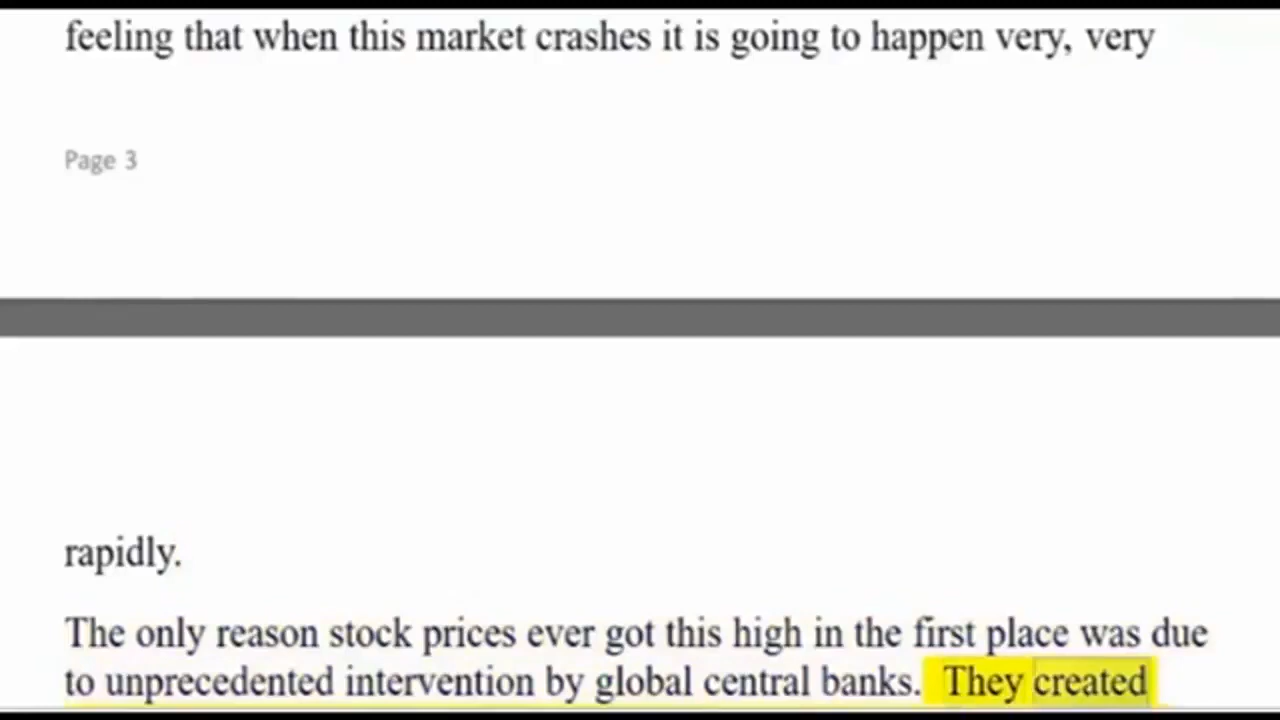 feeling that when this market crashes it is going to happen very, very
Page 3
rapidly.
The only reason stock prices ever got this high in the first place was due
to unprecedented intervention by global central banks. They created